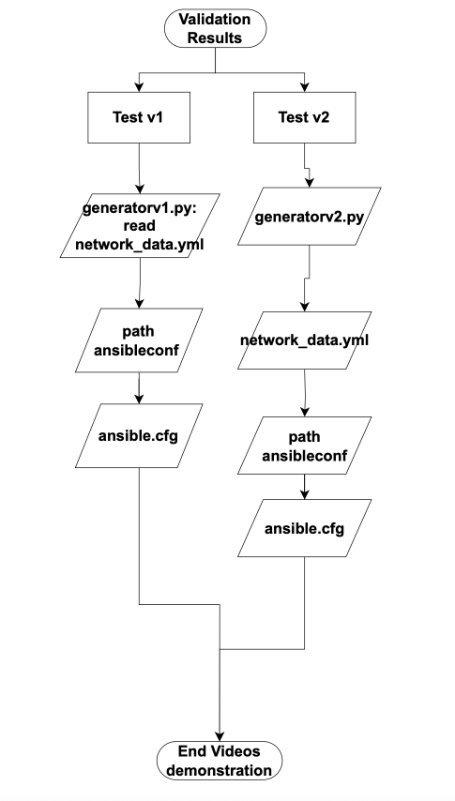 Validation
Results
Test v1
Test v2
generatorv1.py:
read
network_data.yml
generatorv2.py
path
ansibleconf
network_data.yml
ansible.cfg
path
ansibleconf
ansible.cfg
End Videos
demonstration